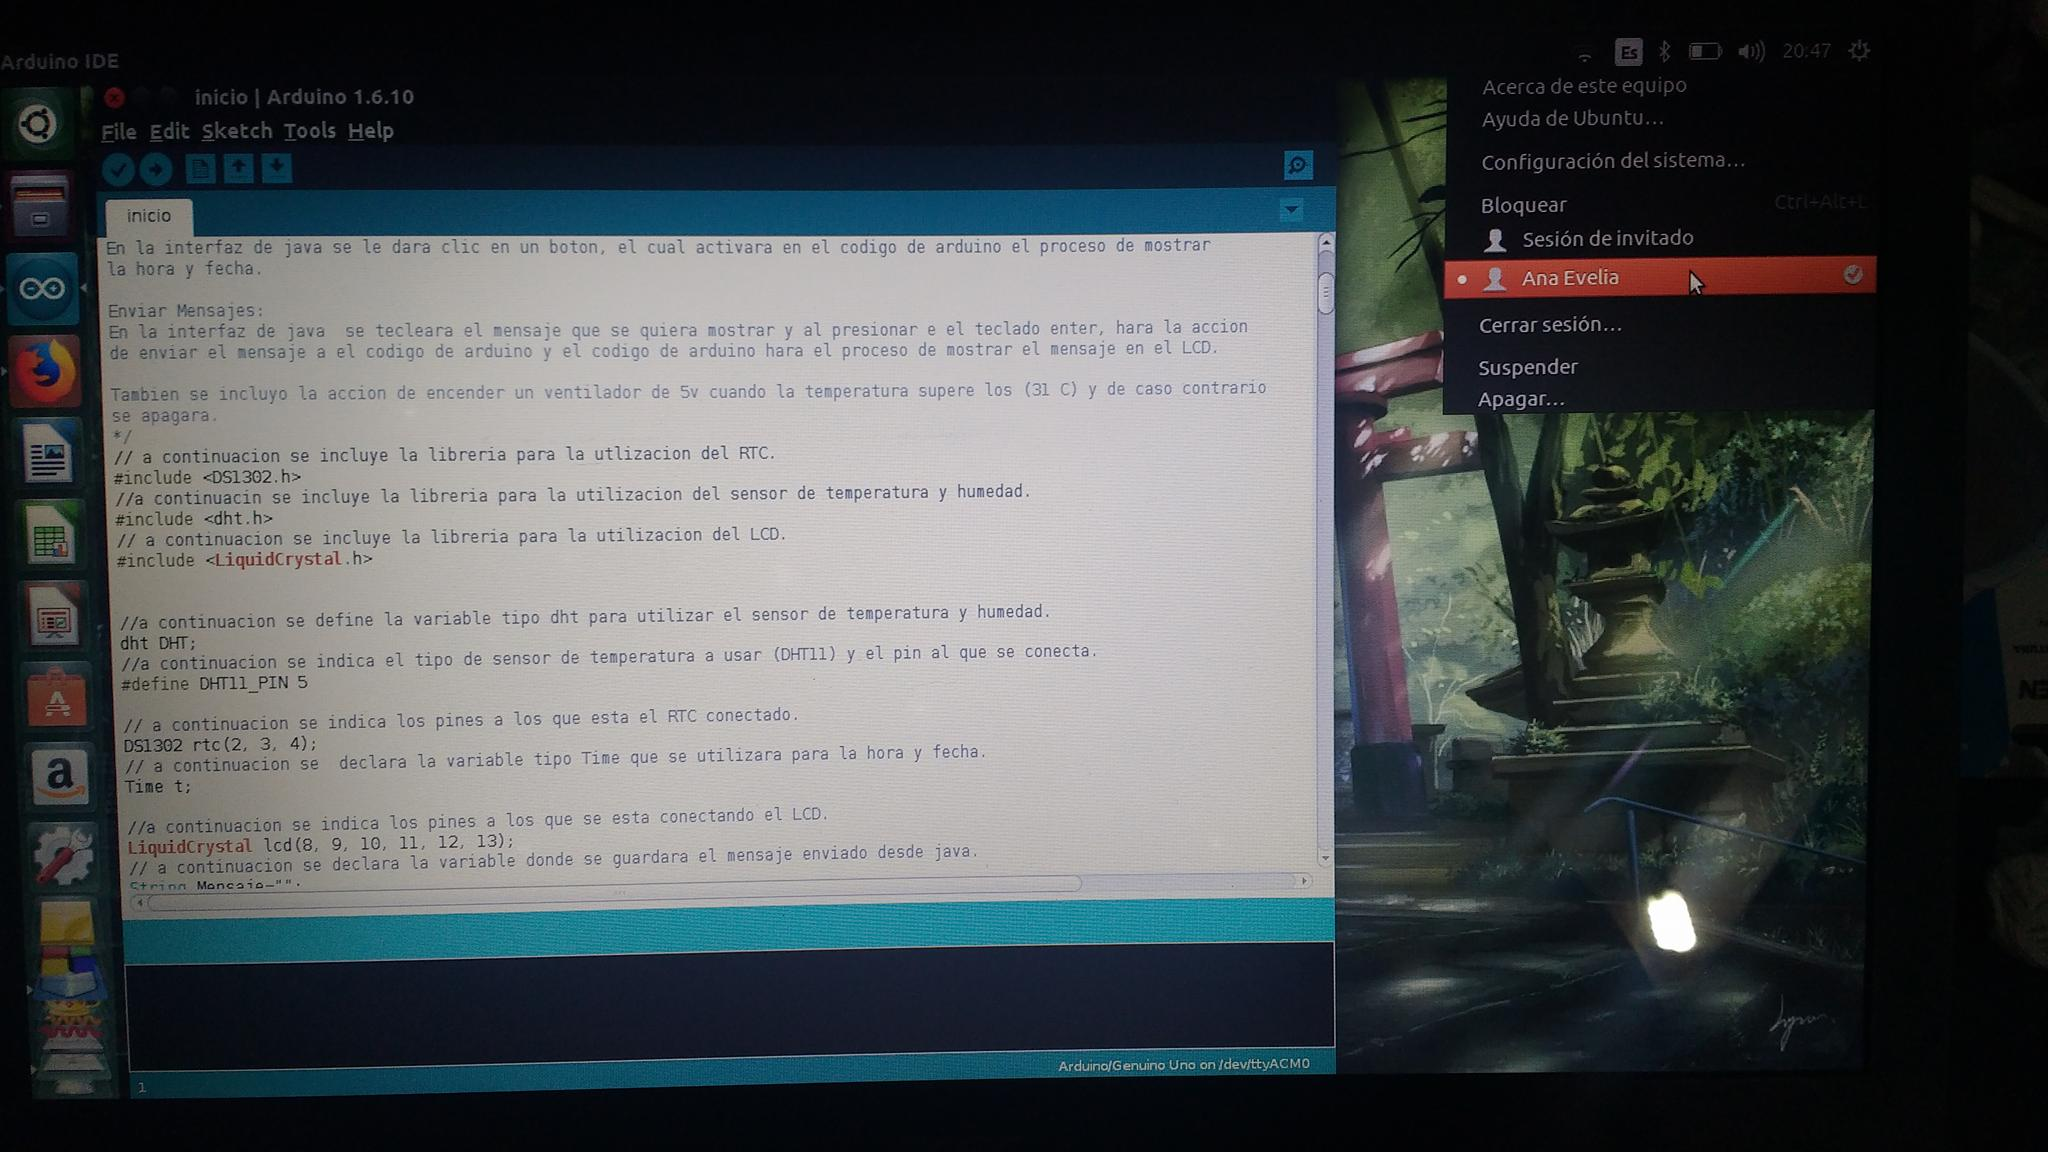 Arduino IDE
Es
20:47
inicio | Arduino 1.6.10
File Edit Sketch Tools Help
inicio
En la interfaz de java se le dara clic en un boton, el cual activara en el codigo de arduino el proceso de mostrar
la hora y fecha.
Enviar Mensajes:
En la interfaz de java  se tecleara el mensaje que se quiera mostrar y al presionar e el teclado enter, hara la accion
de enviar el mensaje a el codigo de arduino y el codigo de arduino hara el proceso de mostrar el mensaje en el LCD.
Tambien se incluyo la accion de encender un ventilador de 5v cuando la temperatura supere los (31 C) y de caso contrario
se apagara.
*/
// a continuacion se incluye la libreria para la utlizacion del RTC.
#include <DS1302.h>
//a continuacin se incluye la libreria para la utilizacion del sensor de temperatura y humedad.
#include <dht.h>
// a continuacion se incluye la libreria para la utilizacion del LCD.
#include <LiquidCrystal.h>
//a continuacion se define la variable tipo dht para utilizar el sensor de temperatura y humedad.
dht DHT;
//a continuacion se indica el tipo de sensor de temperatura a usar (DHT11) y el pin al que se conecta.
#define DHT11_PIN 5
// a continuacion se indica los pines a los que esta el RTC conectado.
DS1302 rtc(2, 3, 4);
// a continuacion se  declara la variable tipo Time que se utilizara para la hora y fecha.
Time t;
//a continuacion se indica los pines a los que se esta conectando el LCD.
LiquidCrystal lcd(8, 9, 10, 11, 12, 13);
// a continuacion se declara la variable donde se guardara el mensaje enviado desde java.
String Mensaje="";
Arduino/Genuino Uno on /dev/ttyACM0
1
Acerca de este equipo
Ayuda de Ubuntu...
Configuración del sistema...
Bloquear Ctrl+Alt+L
Sesión de invitado
Ana Evelia
Cerrar sesión...
Suspender
Apagar...